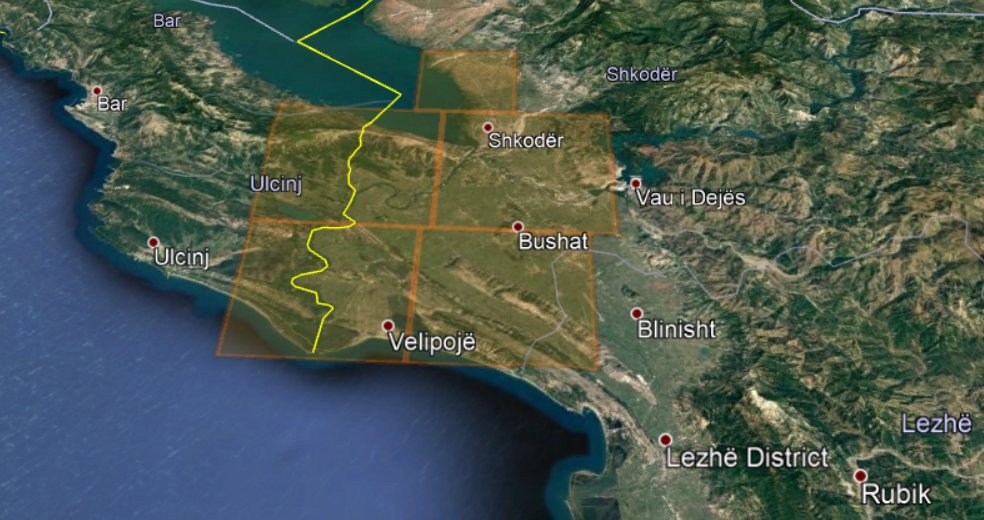 Bar
Shkodër
Bar
Shkodër
Ulcinj
Vau i Dejës
Bushat
Ulcinj
Blinisht
Velipojë
Lezhë
Lezhë District
Rubik